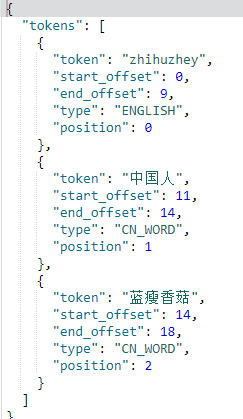 {
"tokens": [
{
"token": "zhihuzhey",
"start_offset": 0,
"end_offset": 9,
"type": "ENGLISH",
"position": 0
},
{
"token": "中国人",
"start_offset": 11,
"end_offset": 14,
"type": "CN_WORD",
"position": 1
},
{
"token": "蓝瘦香菇",
"start_offset": 14,
"end_offset": 18,
"type": "CN_WORD",
"position": 2
}
]
}